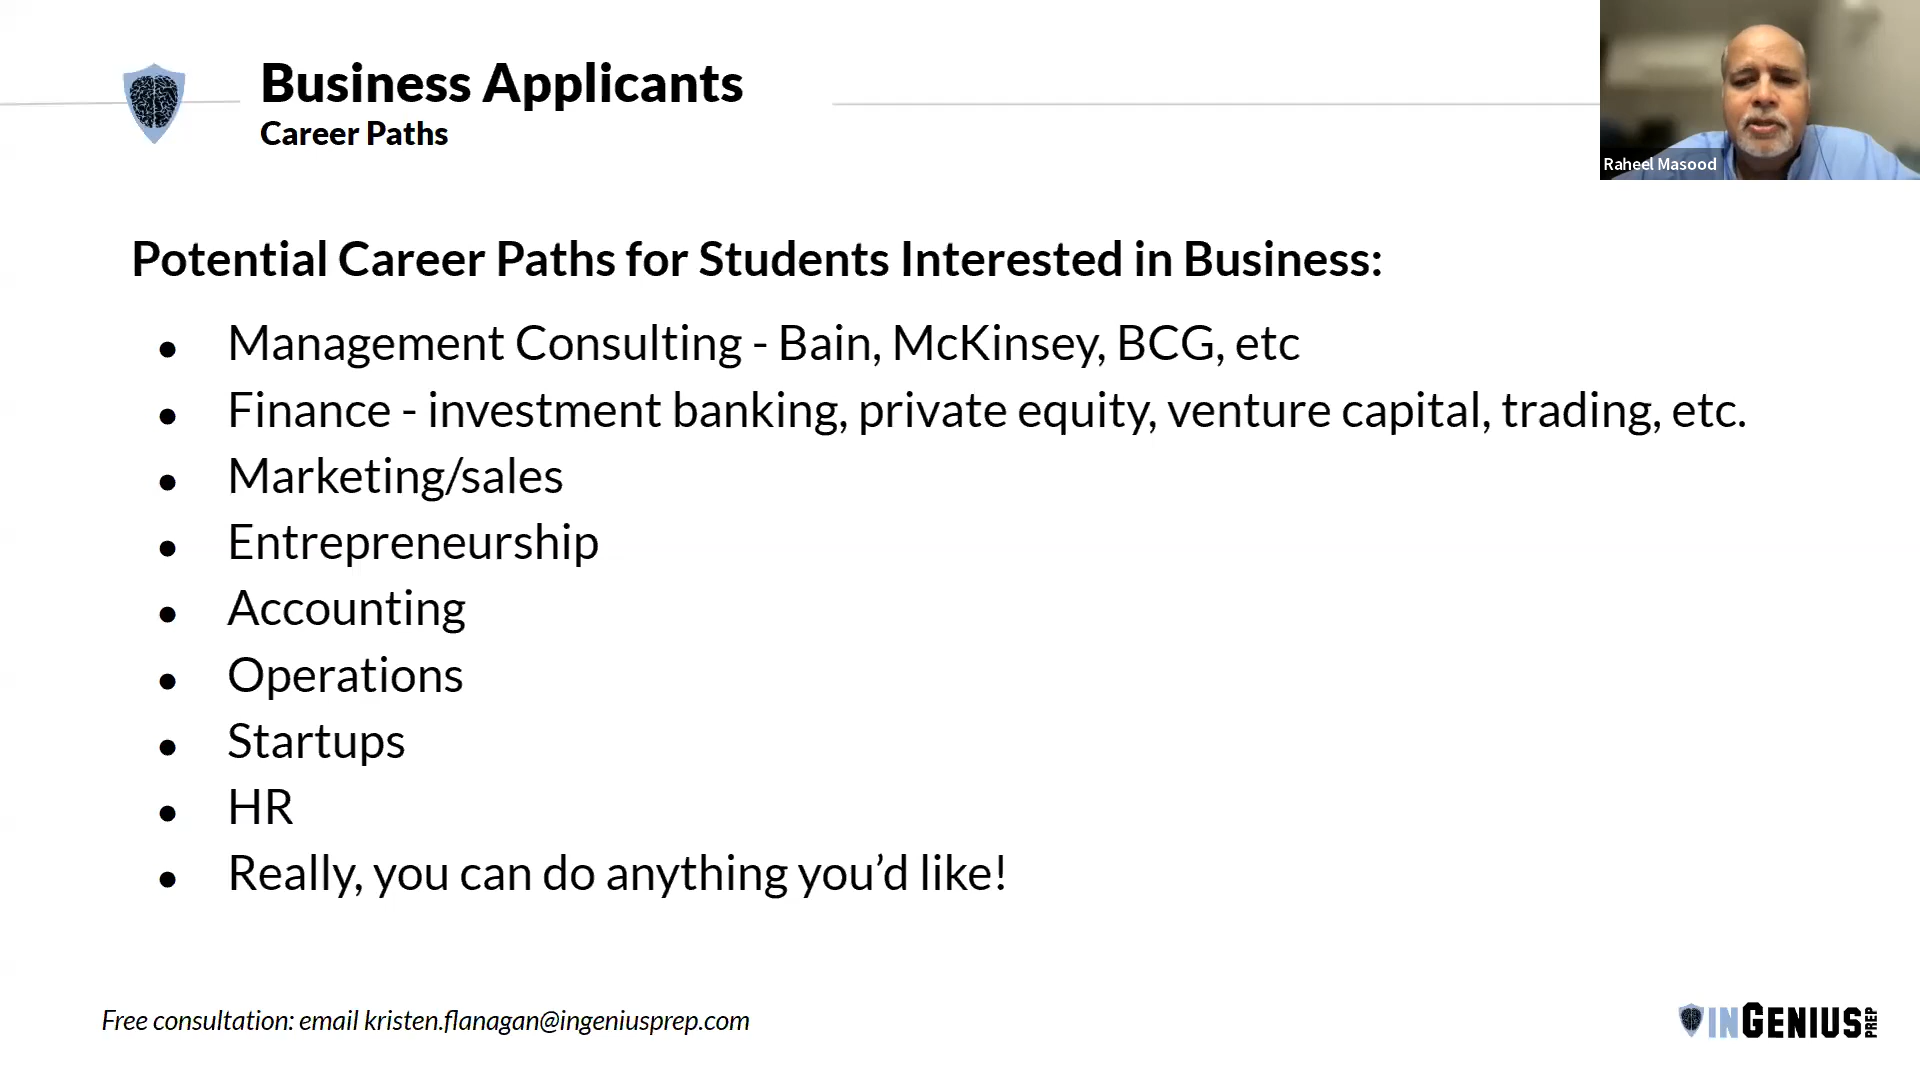 Business Applicants
Career Paths
Raheel Masood
Potential Career Paths for Students Interested in Business:
● Management Consulting - Bain, McKinsey, BCG, etc
● Finance - investment banking, private equity, venture capital, trading, etc.
● Marketing/sales
● Entrepreneurship
● Accounting
● Operations
● Startups
● HR
● Really, you can do anything you’d like!
Free consultation: email kristen.flanagan@ingeniusprep.com
INGENIUS PREP